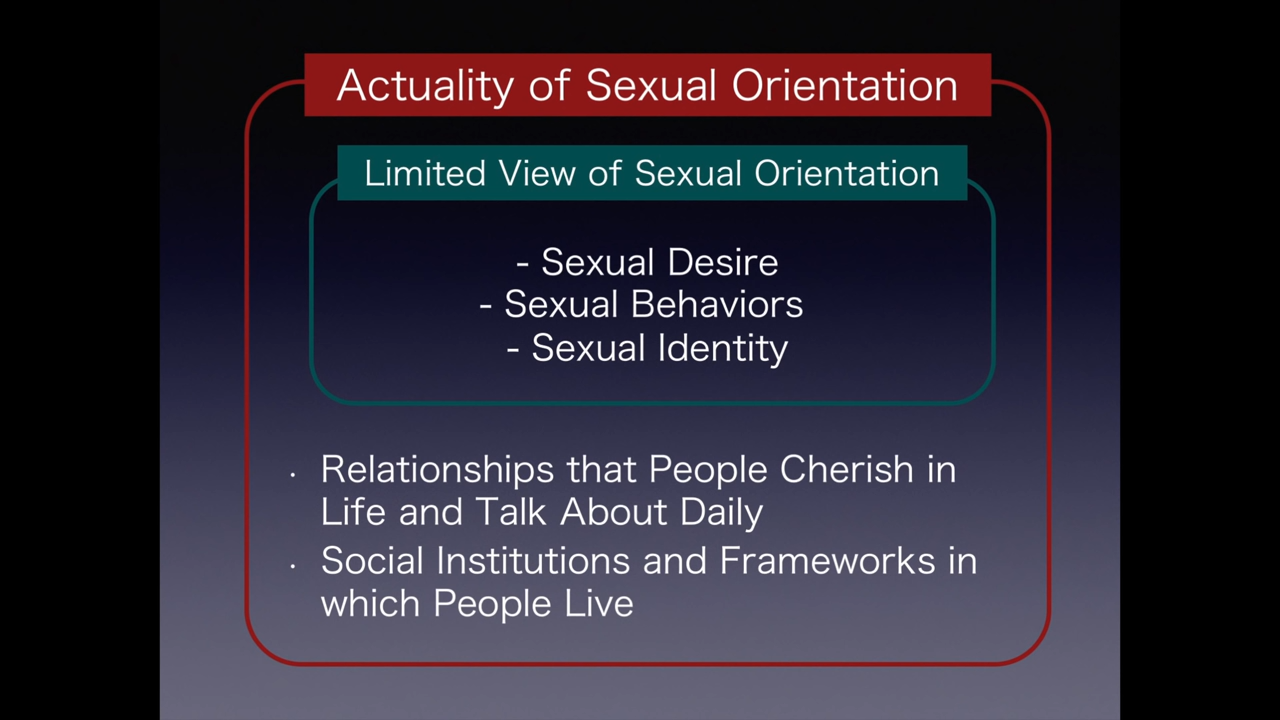 Actuality of Sexual Orientation
Limited View of Sexual Orientation
- Sexual Desire
- Sexual Behaviors
- Sexual Identity
· Relationships that People Cherish in
Life and Talk About Daily
· Social Institutions and Frameworks in
which People Live